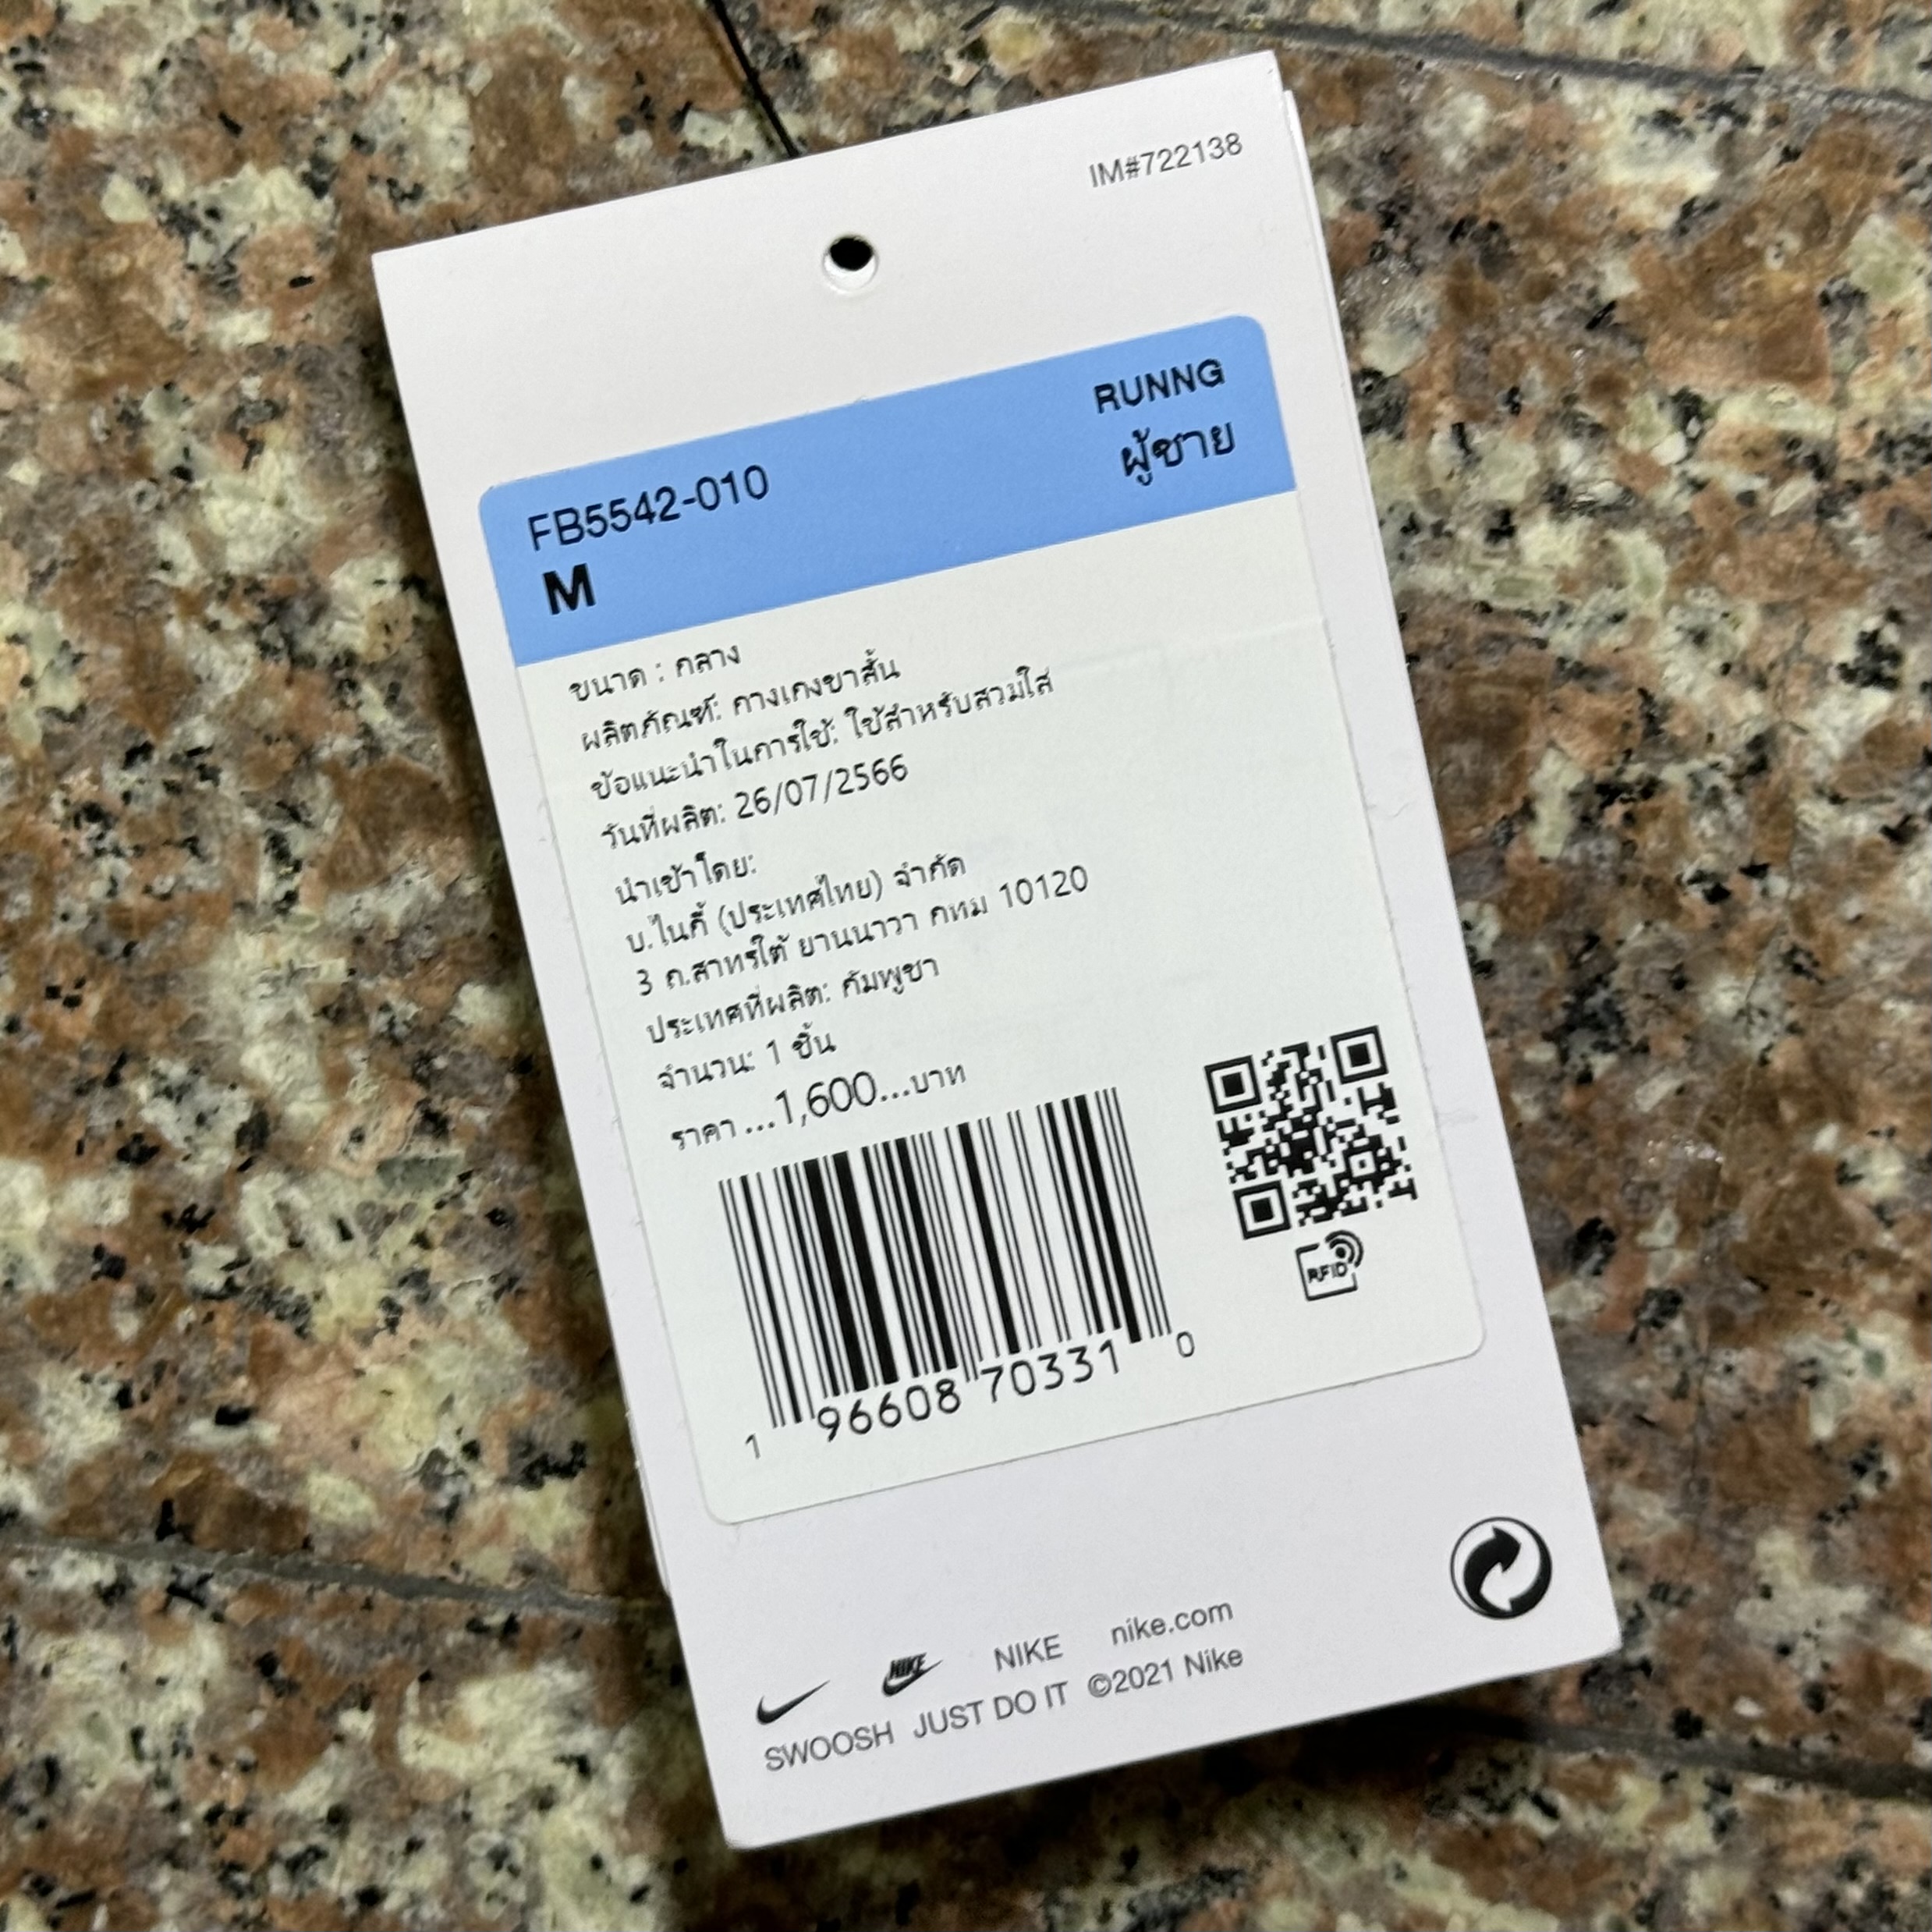 IM#722138
RUNNG
ผู้ชาย
FB5542-010
M
ขนาด : กลาง
ผลิตภัณฑ์: กางเกงขาสั้น
ข้อแนะนำในการใช้: ใช้สำหรับสวมใส่
วันที่ผลิต: 26/07/2566
นำเข้าโดย:
บ.ไนกี้ (ประเทศไทย) จำกัด
3 ถ.สาทรใต้ ยานนาวา กทม 10120
ประเทศที่ผลิต: กัมพูชา
จำนวน: 1 ชิ้น
ราคา ...1,600...บาท
RFID
1 96608 70331 0
NIKE NIKE nike.com
SWOOSH JUST DO IT ©2021 Nike